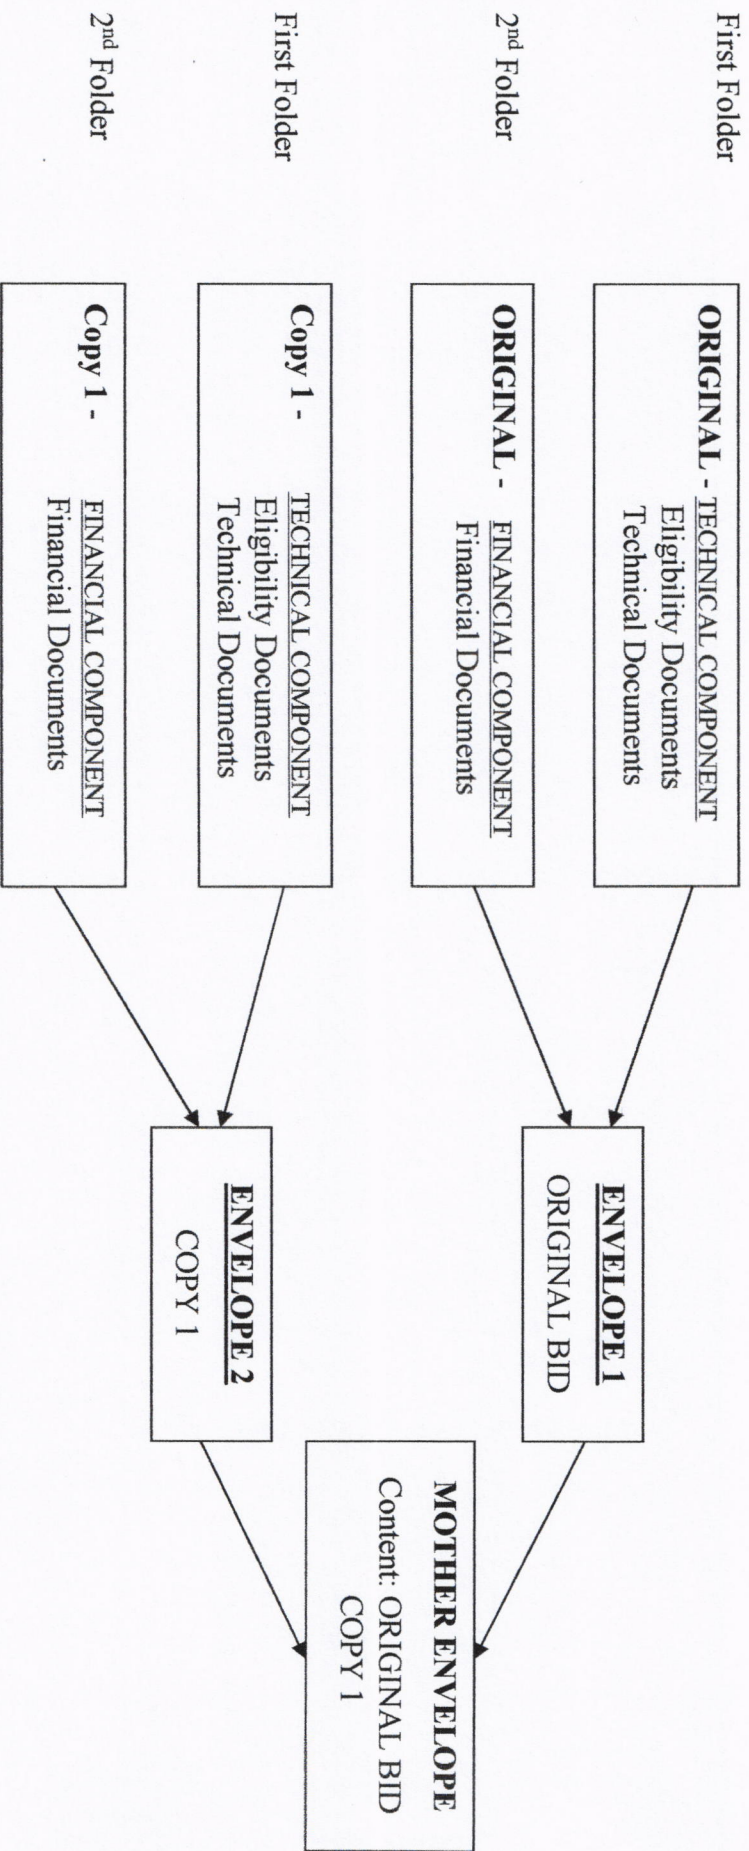 First Folder
ORIGINAL - TECHNICAL COMPONENT
Eligibility Documents
Technical Documents
2nd Folder
ORIGINAL - FINANCIAL COMPONENT
Financial Documents
ENVELOPE 1
ORIGINAL BID
First Folder
Copy 1 - TECHNICAL COMPONENT
Eligibility Documents
Technical Documents
2nd Folder
Copy 1 - FINANCIAL COMPONENT
Financial Documents
ENVELOPE 2
COPY 1
MOTHER ENVELOPE
Content: ORIGINAL BID
COPY 1